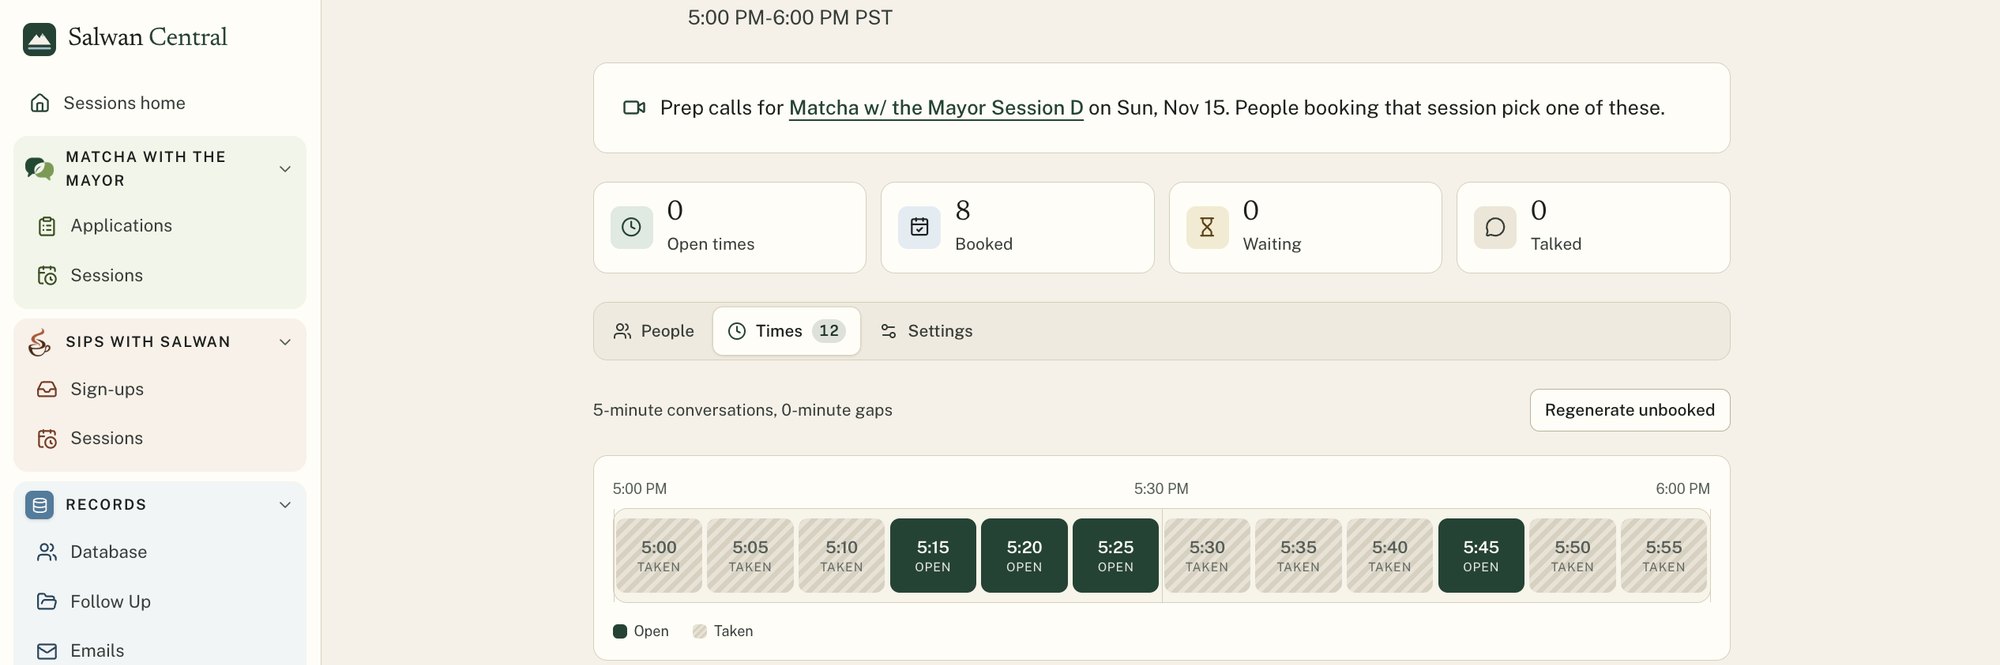 Salwan Central
Sessions home
MATCHA WITH THE
MAYOR
Applications
Sessions
SIPS WITH SALWAN
Sign-ups
Sessions
RECORDS
Database
Follow Up
Emails
5:00 PM-6:00 PM PST
Prep calls for Matcha w/ the Mayor Session D on Sun, Nov 15. People booking that session pick one of these.
0
Open times
8
Booked
0
Waiting
0
Talked
People
Times 12
Settings
5-minute conversations, 0-minute gaps
Regenerate unbooked
5:00 PM
5:30 PM
6:00 PM
5:00
TAKEN
5:05
TAKEN
5:10
TAKEN
5:15
OPEN
5:20
OPEN
5:25
OPEN
5:30
TAKEN
5:35
TAKEN
5:40
TAKEN
5:45
OPEN
5:50
TAKEN
5:55
TAKEN
Open
Taken